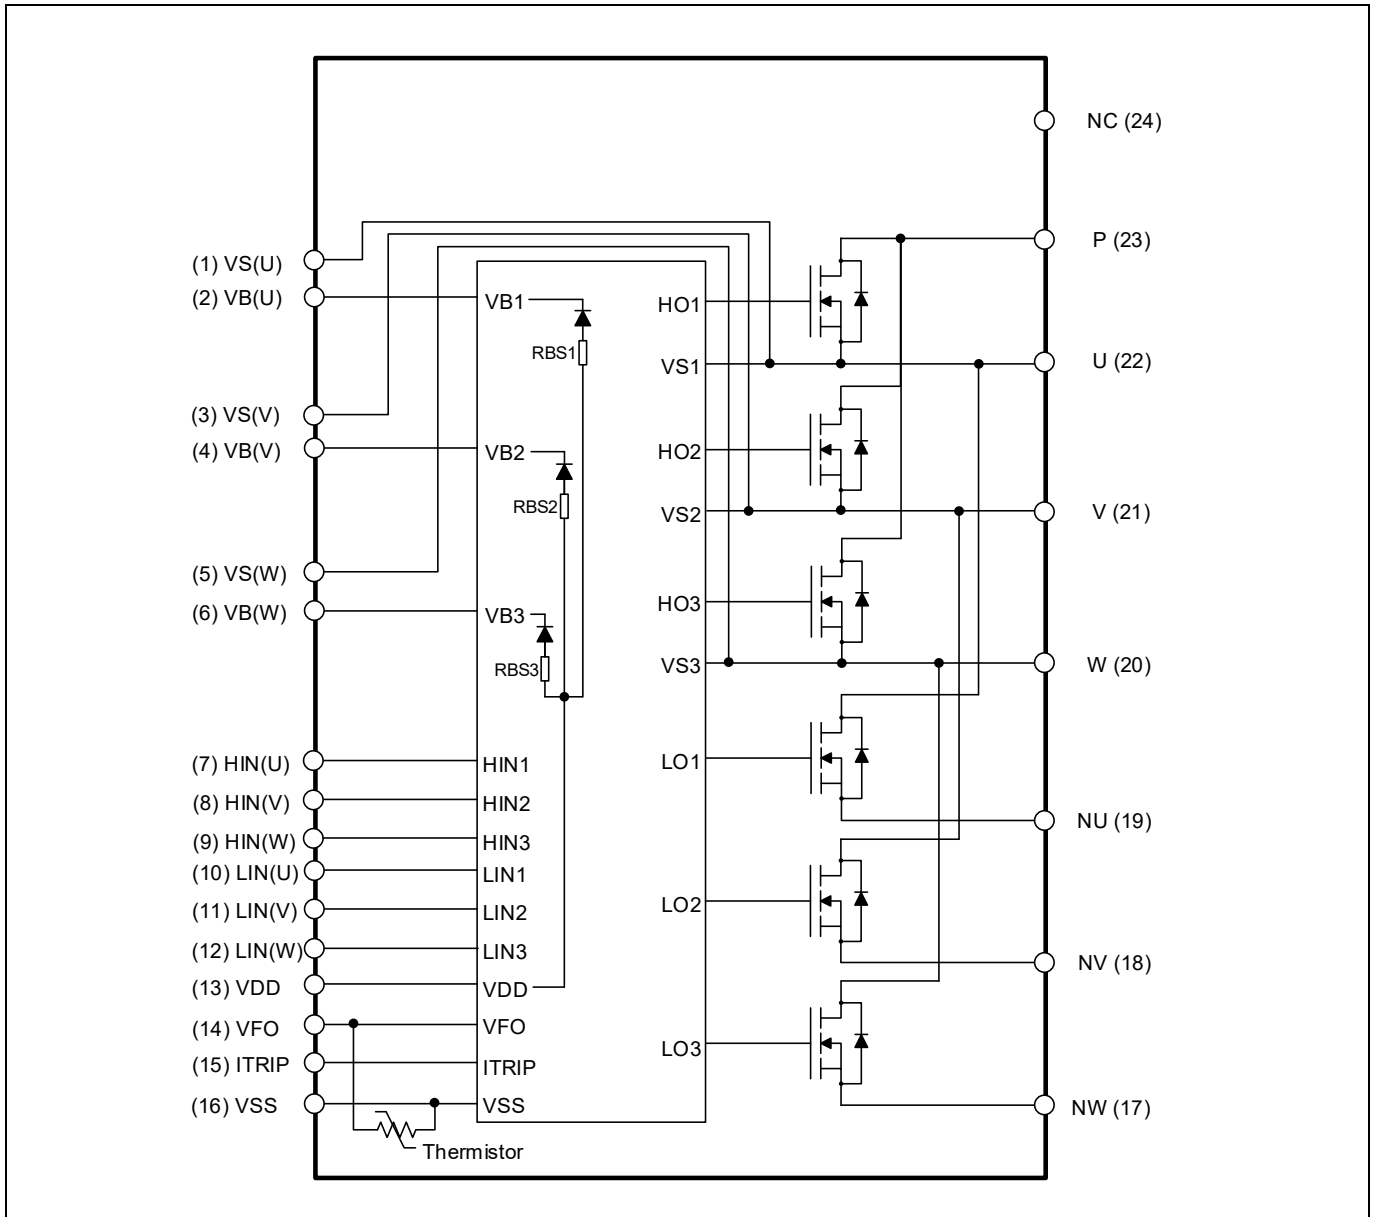 NC (24)
P (23)
(1) VS(U)
(2) VB(U)
VB1
HO1
RBS1
VS1
U (22)
(3) VS(V)
(4) VB(V)
VB2
HO2
RBS2
VS2
V (21)
(5) VS(W)
(6) VB(W)
VB3
HO3
RBS3
VS3
W (20)
(7) HIN(U)
HIN1
LO1
(8) HIN(V)
HIN2
NU (19)
(9) HIN(W)
HIN3
(10) LIN(U)
LIN1
(11) LIN(V)
LIN2
LO2
(12) LIN(W)
LIN3
NV (18)
(13) VDD
VDD
(14) VFO
VFO
LO3
(15) ITRIP
ITRIP
(16) VSS
VSS
NW (17)
Thermistor